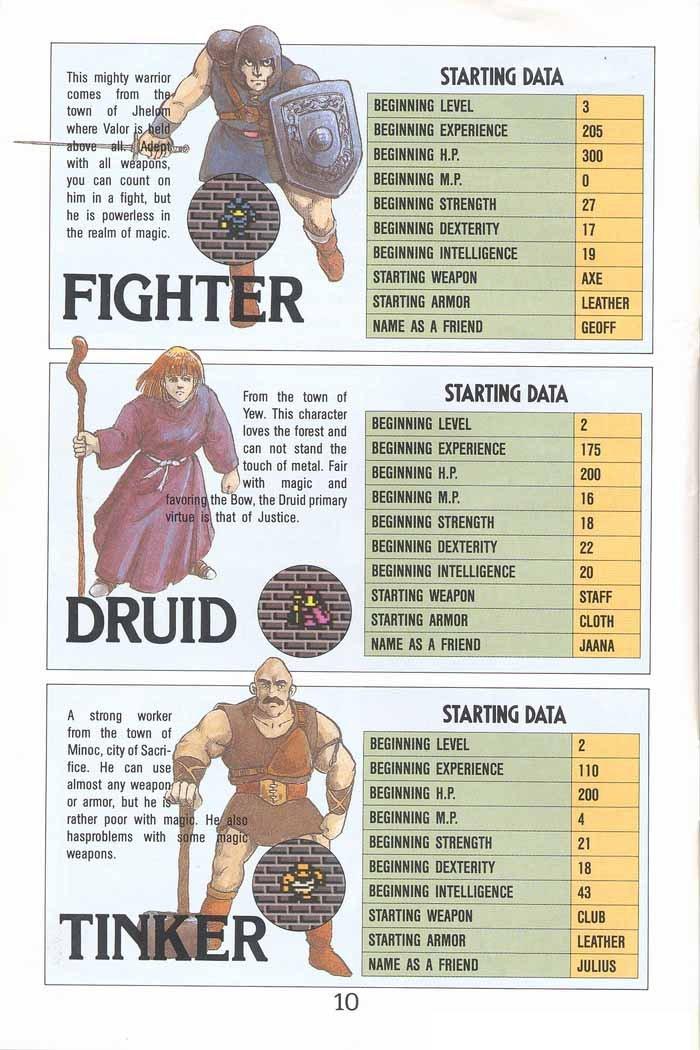 This mighty warrior
comes from the
town of Jhelom
where Valor is held
above all. Adept
with all weapons,
you can count on
him in a fight, but
he is powerless in
the realm of magic.
FIGHTER
STARTING DATA
BEGINNING LEVEL 3
BEGINNING EXPERIENCE 205
BEGINNING H.P. 300
BEGINNING M.P. 0
BEGINNING STRENGTH 27
BEGINNING DEXTERITY 17
BEGINNING INTELLIGENCE 19
STARTING WEAPON AXE
STARTING ARMOR LEATHER
NAME AS A FRIEND GEOFF
From the town of
Yew. This character
loves the forest and
can not stand the
touch of metal. Fair
with magic and
favoring the Bow, the Druid primary
virtue is that of Justice.
DRUID
STARTING DATA
BEGINNING LEVEL 2
BEGINNING EXPERIENCE 175
BEGINNING H.P. 200
BEGINNING M.P. 16
BEGINNING STRENGTH 18
BEGINNING DEXTERITY 22
BEGINNING INTELLIGENCE 20
STARTING WEAPON STAFF
STARTING ARMOR CLOTH
NAME AS A FRIEND JAANA
A strong worker
from the town of
Minoc, city of Sacri-
fice. He can use
almost any weapon
or armor, but he is
rather poor with magic. He also
hasproblems with some magic
weapons.
TINKER
STARTING DATA
BEGINNING LEVEL 2
BEGINNING EXPERIENCE 110
BEGINNING H.P. 200
BEGINNING M.P. 4
BEGINNING STRENGTH 21
BEGINNING DEXTERITY 18
BEGINNING INTELLIGENCE 43
STARTING WEAPON CLUB
STARTING ARMOR LEATHER
NAME AS A FRIEND JULIUS
10